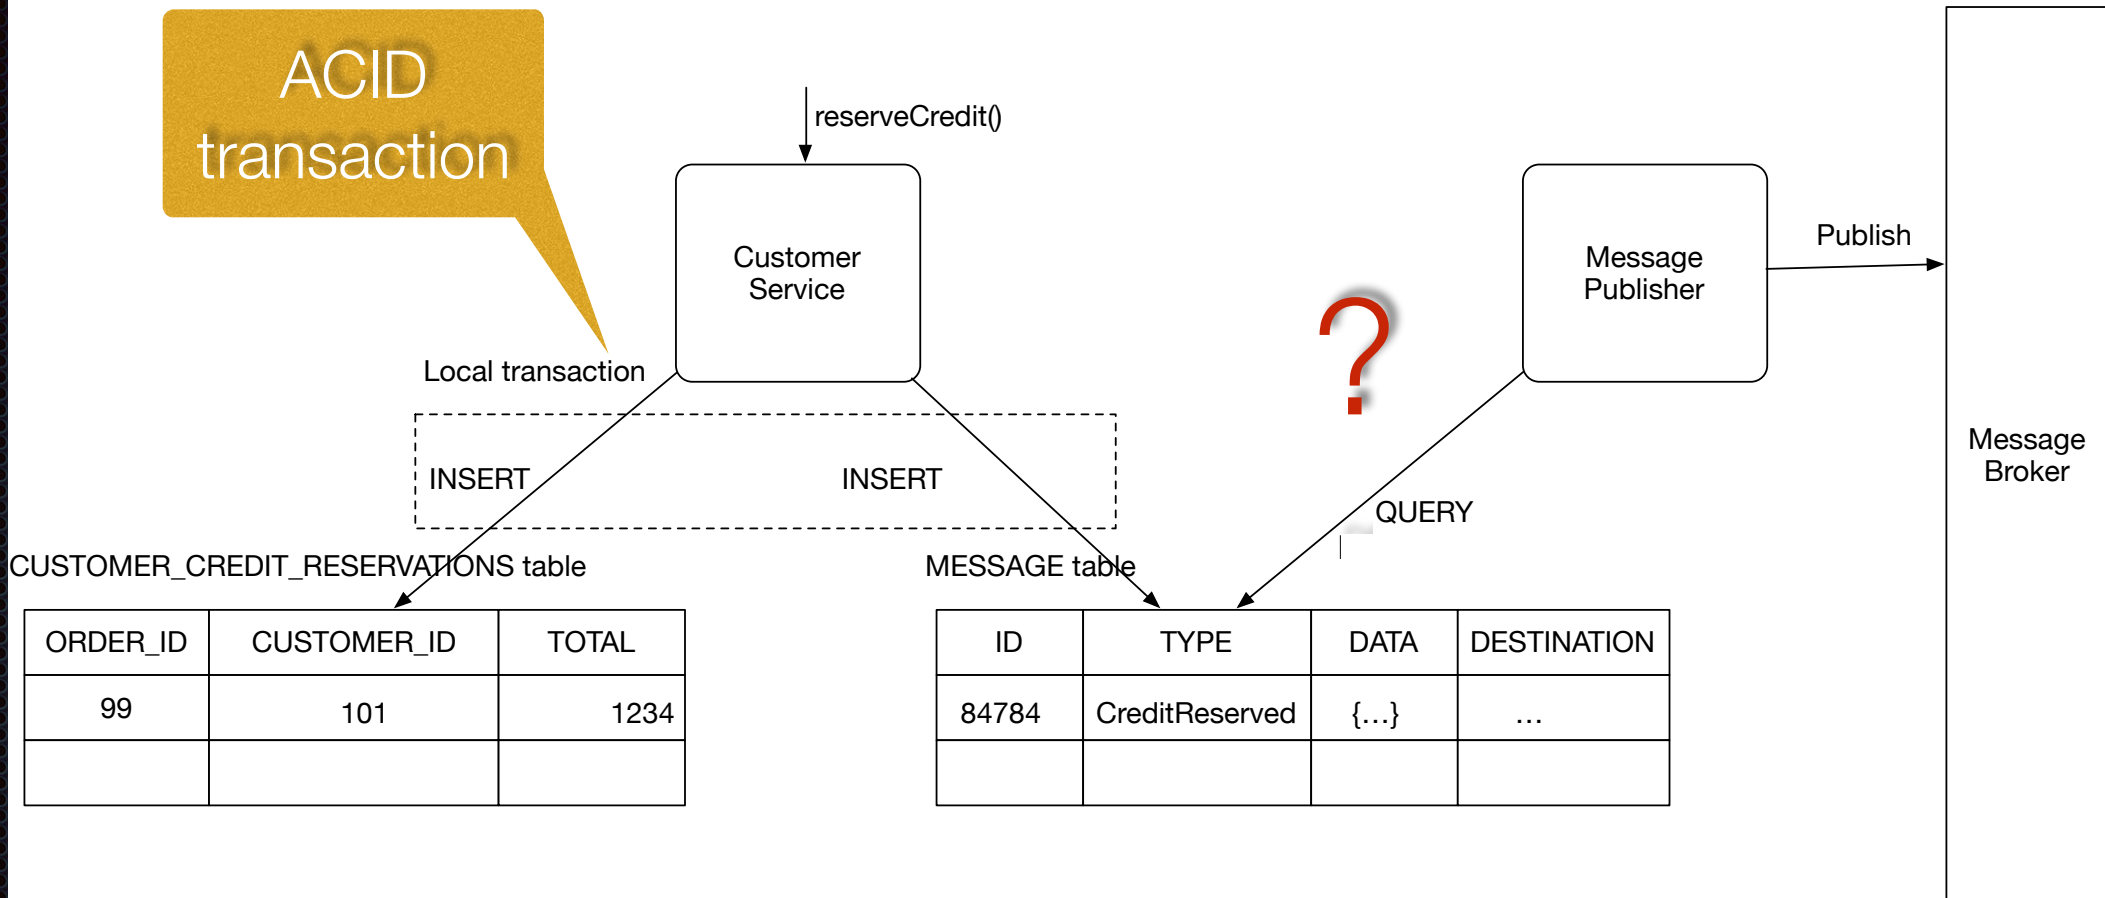 ACID
transaction
reserveCredit()
Customer
Service
Message
Publisher
Publish
?
Local transaction
Message
Broker
INSERT
INSERT
QUERY
CUSTOMER_CREDIT_RESERVATIONS table
MESSAGE table
ORDER_ID CUSTOMER_ID TOTAL
99 101 1234
ID TYPE DATA DESTINATION
84784 CreditReserved {...} ...